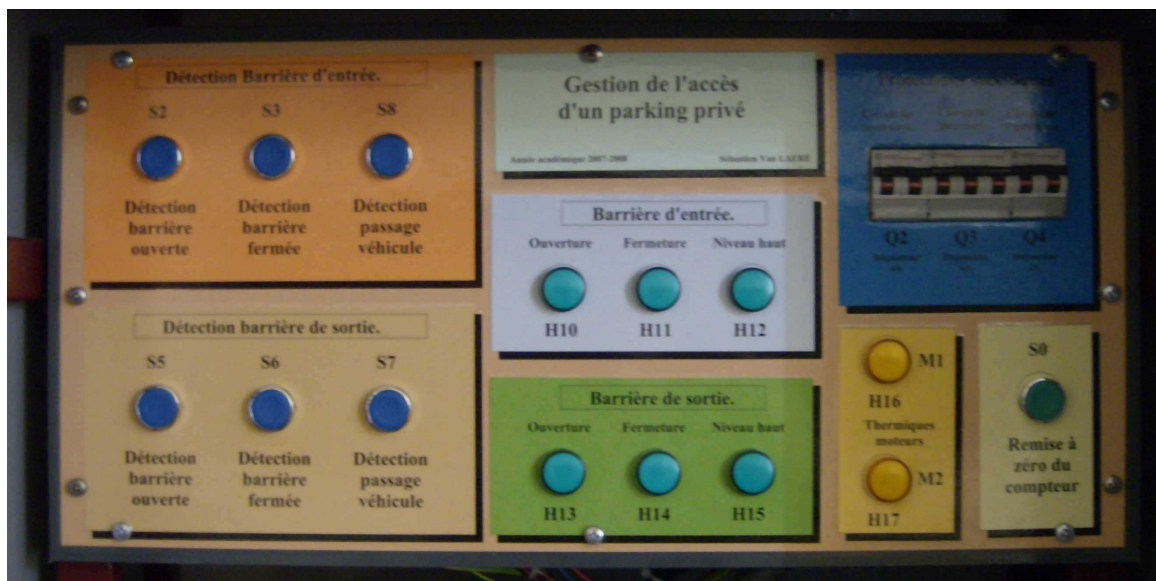 Détection Barrière d'entrée.
S2 S3 S8
Détection Détection Détection
barrière barrière passage
ouverte fermée véhicule
Détection barrière de sortie.
S5 S6 S7
Détection Détection Détection
barrière barrière passage
ouverte fermée véhicule
Gestion de l'accès
d'un parking privé
Année académique 2007-2008 Sébastien Van LAERE
Barrière d'entrée.
Ouverture Fermeture Niveau haut
H10 H11 H12
Barrière de sortie.
Ouverture Fermeture Niveau haut
H13 H14 H15
Q2 Q3 Q4
M1
H16
Thermiques
moteurs
M2
H17
S0
Remise à
zéro du
compteur